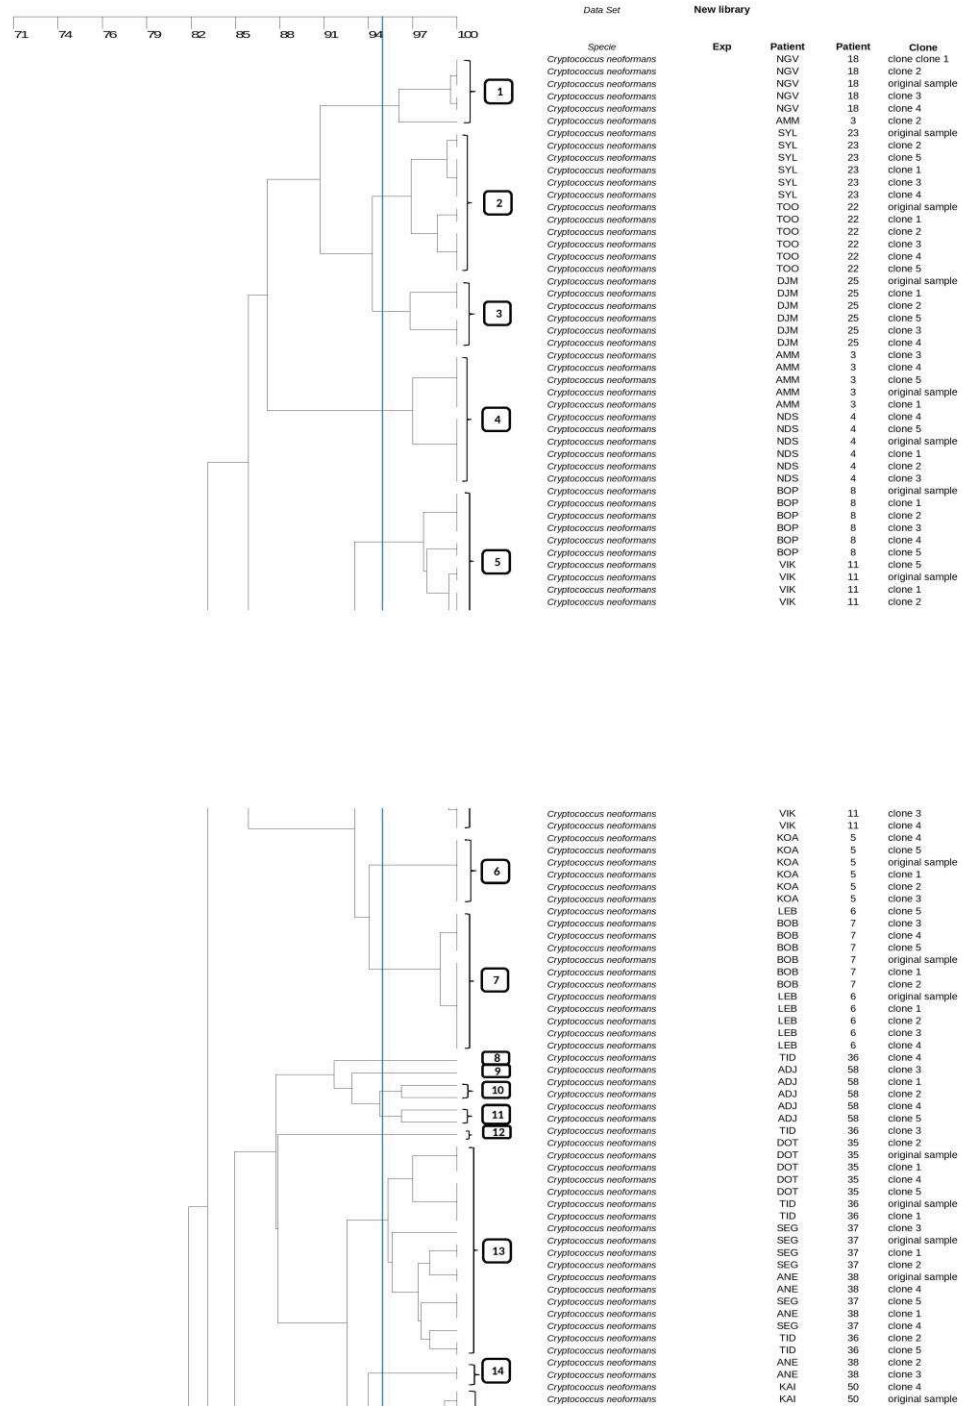 Data Set New library
71 74 76 79 82 85 88 91 94 97 100
Specie Exp Patient Patient Clone
Cryptococcus neoformans NGV 18 clone clone 1
Cryptococcus neoformans NGV 18 clone 2
Cryptococcus neoformans NGV 18 original sample
1
Cryptococcus neoformans NGV 18 clone 3
Cryptococcus neoformans NGV 18 clone 4
Cryptococcus neoformans AMM 3 clone 2
Cryptococcus neoformans SYL 23 original sample
Cryptococcus neoformans SYL 23 clone 2
Cryptococcus neoformans SYL 23 clone 5
Cryptococcus neoformans SYL 23 clone 1
Cryptococcus neoformans SYL 23 clone 3
Cryptococcus neoformans SYL 23 clone 4
2
Cryptococcus neoformans TOO 22 original sample
Cryptococcus neoformans TOO 22 clone 1
Cryptococcus neoformans TOO 22 clone 2
Cryptococcus neoformans TOO 22 clone 3
Cryptococcus neoformans TOO 22 clone 4
Cryptococcus neoformans TOO 22 clone 5
Cryptococcus neoformans DJM 25 original sample
Cryptococcus neoformans DJM 25 clone 1
Cryptococcus neoformans DJM 25 clone 2
3
Cryptococcus neoformans DJM 25 clone 5
Cryptococcus neoformans DJM 25 clone 3
Cryptococcus neoformans DJM 25 clone 4
Cryptococcus neoformans AMM 3 clone 3
Cryptococcus neoformans AMM 3 clone 4
Cryptococcus neoformans AMM 3 clone 5
Cryptococcus neoformans AMM 3 original sample
Cryptococcus neoformans AMM 3 clone 1
Cryptococcus neoformans NDS 4 clone 4
4
Cryptococcus neoformans NDS 4 clone 5
Cryptococcus neoformans NDS 4 original sample
Cryptococcus neoformans NDS 4 clone 1
Cryptococcus neoformans NDS 4 clone 2
Cryptococcus neoformans NDS 4 clone 3
Cryptococcus neoformans BOP 8 original sample
Cryptococcus neoformans BOP 8 clone 1
Cryptococcus neoformans BOP 8 clone 2
Cryptococcus neoformans BOP 8 clone 3
Cryptococcus neoformans BOP 8 clone 4
Cryptococcus neoformans BOP 8 clone 5
5
Cryptococcus neoformans VIK 11 clone 5
Cryptococcus neoformans VIK 11 original sample
Cryptococcus neoformans VIK 11 clone 1
Cryptococcus neoformans VIK 11 clone 2
Cryptococcus neoformans VIK 11 clone 3
Cryptococcus neoformans VIK 11 clone 4
Cryptococcus neoformans KOA 5 clone 4
Cryptococcus neoformans KOA 5 clone 5
Cryptococcus neoformans KOA 5 original sample
6
Cryptococcus neoformans KOA 5 clone 1
Cryptococcus neoformans KOA 5 clone 2
Cryptococcus neoformans KOA 5 clone 3
Cryptococcus neoformans LEB 6 clone 5
Cryptococcus neoformans BOB 7 clone 3
Cryptococcus neoformans BOB 7 clone 4
Cryptococcus neoformans BOB 7 clone 5
Cryptococcus neoformans BOB 7 original sample
Cryptococcus neoformans BOB 7 clone 1
7
Cryptococcus neoformans BOB 7 clone 2
Cryptococcus neoformans LEB 6 original sample
Cryptococcus neoformans LEB 6 clone 1
Cryptococcus neoformans LEB 6 clone 2
Cryptococcus neoformans LEB 6 clone 3
Cryptococcus neoformans LEB 6 clone 4
8 Cryptococcus neoformans TID 36 clone 4
9 Cryptococcus neoformans ADJ 58 clone 3
Cryptococcus neoformans ADJ 58 clone 1
10
Cryptococcus neoformans ADJ 58 clone 2
Cryptococcus neoformans ADJ 58 clone 4
11
Cryptococcus neoformans ADJ 58 clone 5
12 Cryptococcus neoformans TID 36 clone 3
Cryptococcus neoformans DOT 35 clone 2
Cryptococcus neoformans DOT 35 original sample
Cryptococcus neoformans DOT 35 clone 1
Cryptococcus neoformans DOT 35 clone 4
Cryptococcus neoformans DOT 35 clone 5
Cryptococcus neoformans TID 36 original sample
Cryptococcus neoformans TID 36 clone 1
Cryptococcus neoformans SEG 37 clone 3
Cryptococcus neoformans SEG 37 original sample
13 Cryptococcus neoformans SEG 37 clone 1
Cryptococcus neoformans SEG 37 clone 2
Cryptococcus neoformans ANE 38 original sample
Cryptococcus neoformans ANE 38 clone 4
Cryptococcus neoformans SEG 37 clone 5
Cryptococcus neoformans ANE 38 clone 1
Cryptococcus neoformans SEG 37 clone 4
Cryptococcus neoformans TID 36 clone 2
Cryptococcus neoformans TID 36 clone 5
Cryptococcus neoformans ANE 38 clone 2
14
Cryptococcus neoformans ANE 38 clone 3
Cryptococcus neoformans KAI 50 clone 4
Cryptococcus neoformans KAI 50 original sample